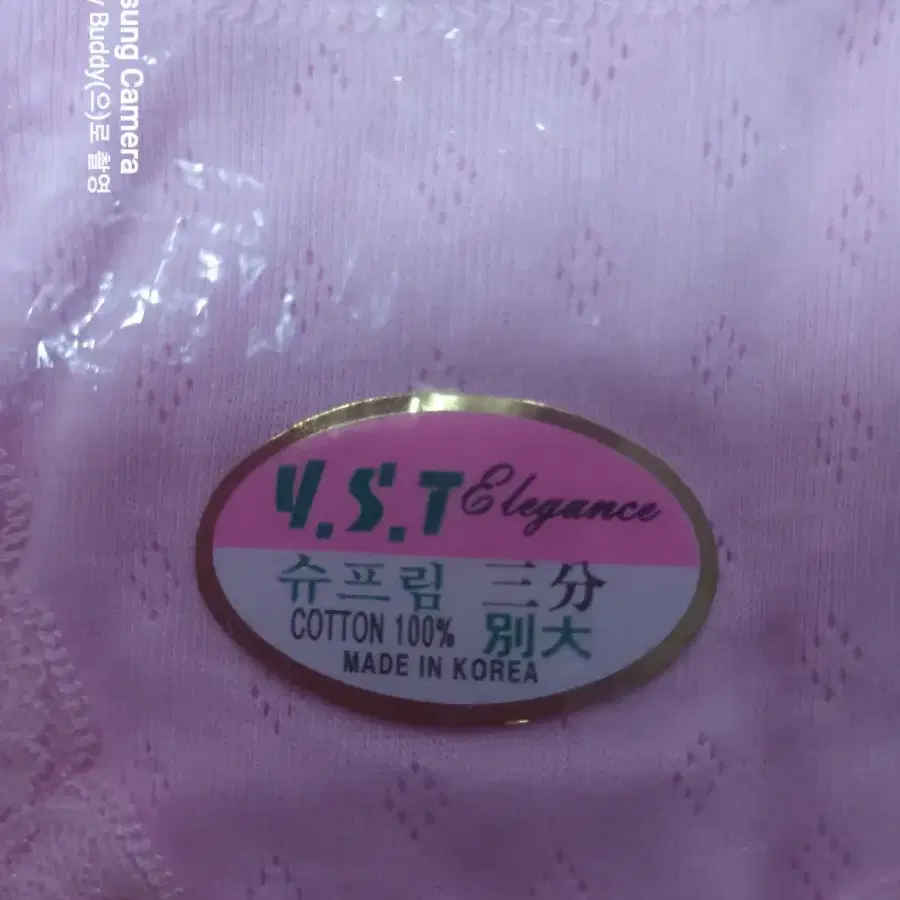 sung Camera
y Buddy(으)로 촬영
Y.S.T Elegance
슈프림 三分
COTTON 100% 別大
MADE IN KOREA